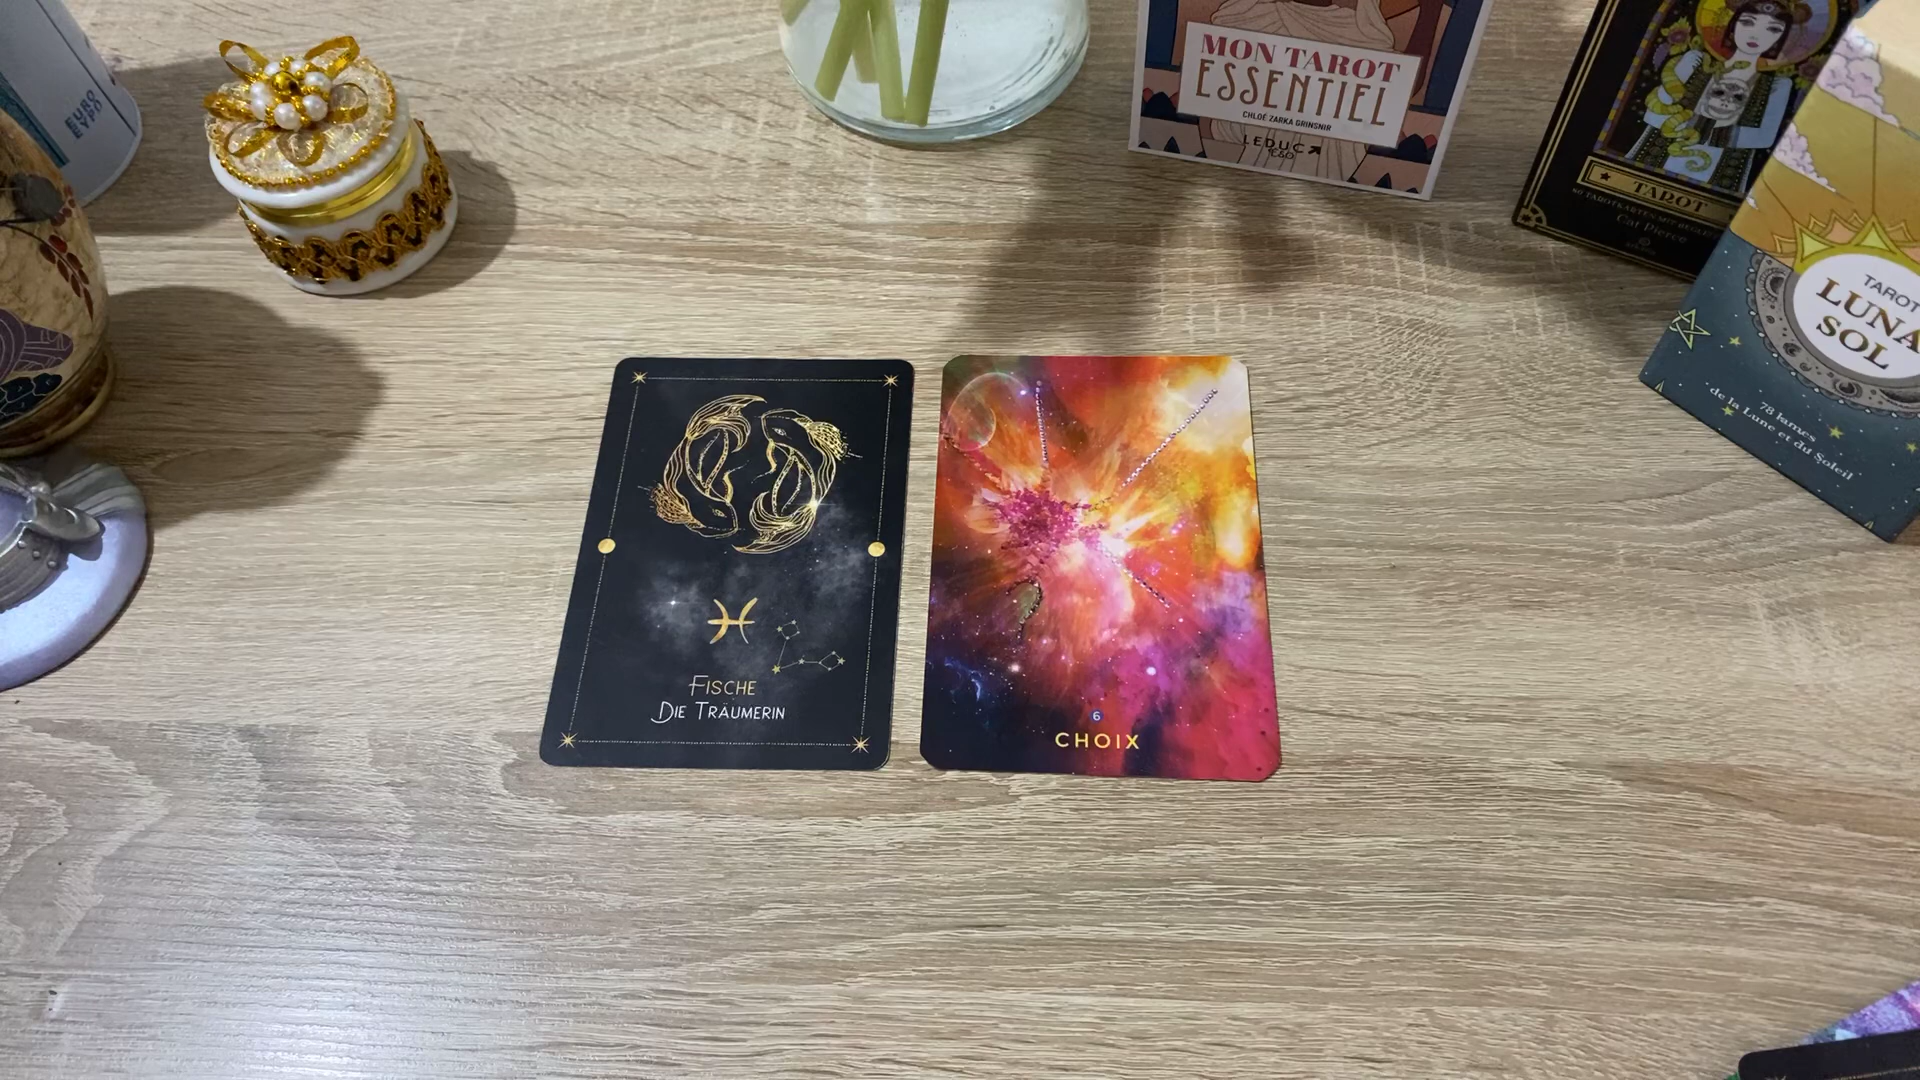 MON TAROT
ESSENTIEL
CHLOÉ ZARKA GRINSNIR
LEDUC
ÉSO
TAROT
Cat Pierce
TAROT
LUNA
SOL
78 lames
de la Lune et du Soleil
FISCHE
DIE TRÄUMERIN
6
CHOIX